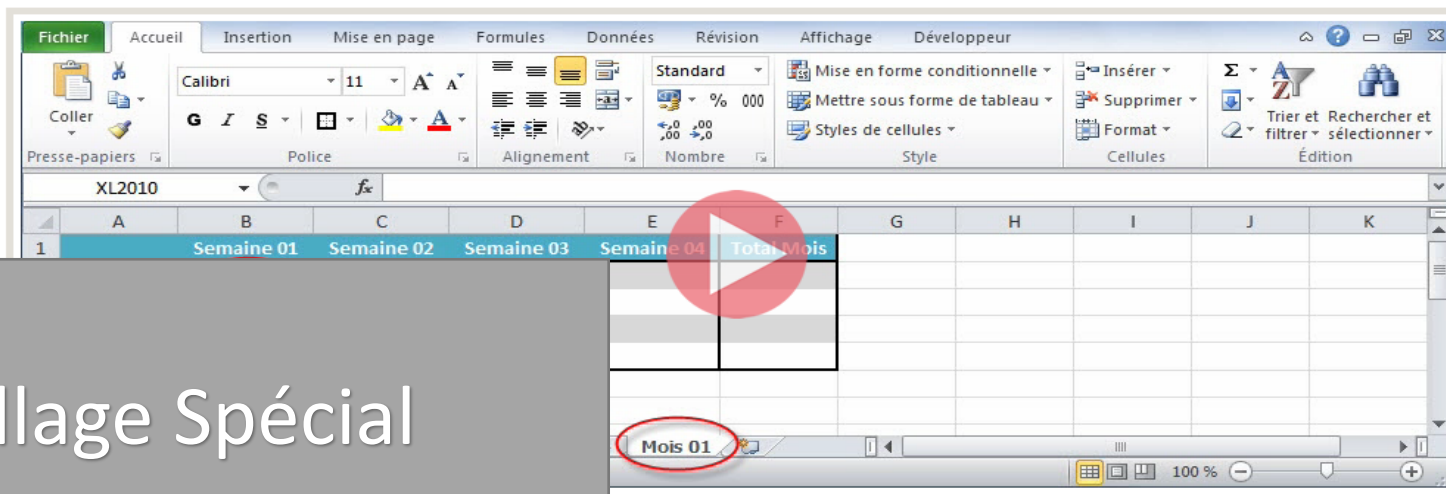 Fichier Accueil Insertion Mise en page Formules Données Révision Affichage Développeur
Coller
Calibri 11 A A
G I S A
Standard
% 000
Mise en forme conditionnelle
Mettre sous forme de tableau
Styles de cellules
Insérer
Supprimer
Format
Σ
Trier et filtrer
Rechercher et sélectionner
Presse-papiers Police Alignement Nombre Style Cellules Édition
XL2010 fx
A B C D E F G H I J K
1 Semaine 01 Semaine 02 Semaine 03 Semaine 04 Total Mois
llage Spécial
Mois 01
100 %